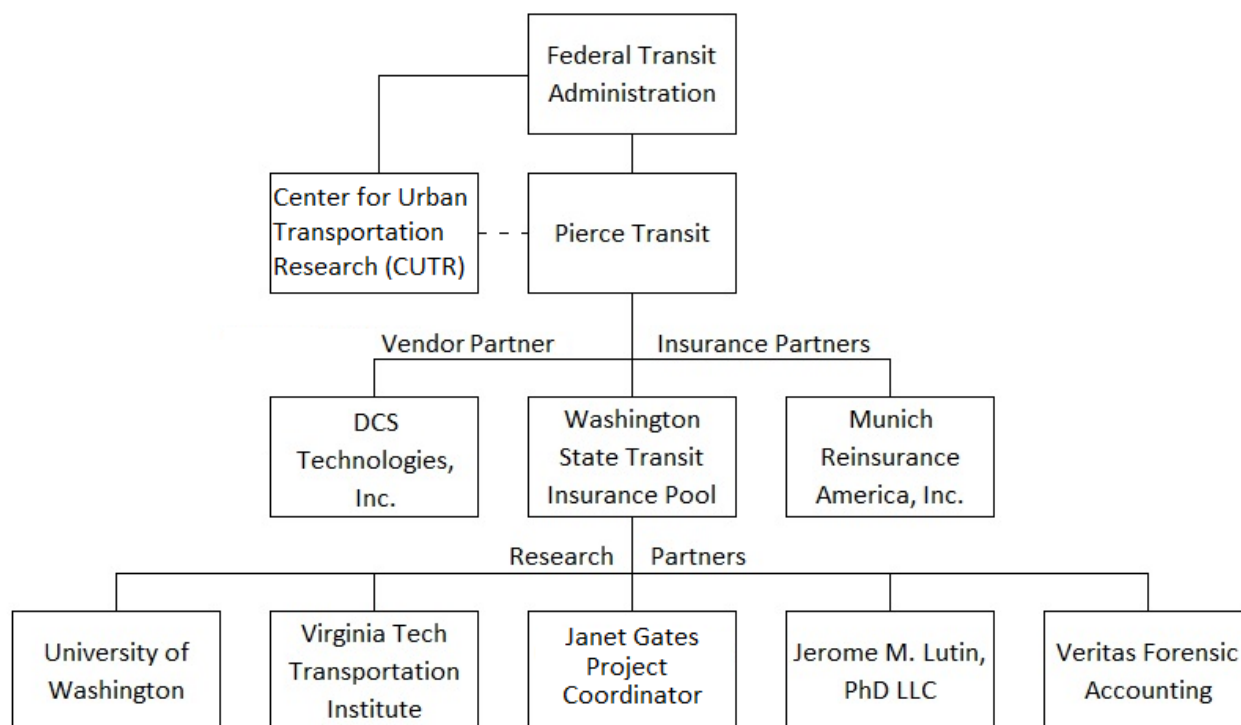 Federal Transit
Administration
Center for Urban
Transportation
Research (CUTR)
Pierce Transit
Vendor Partner
Insurance Partners
DCS
Technologies,
Inc.
Washington
State Transit
Insurance Pool
Munich
Reinsurance
America, Inc.
Research
Partners
University of
Washington
Virginia Tech
Transportation
Institute
Janet Gates
Project
Coordinator
Jerome M. Lutin,
PhD LLC
Veritas Forensic
Accounting